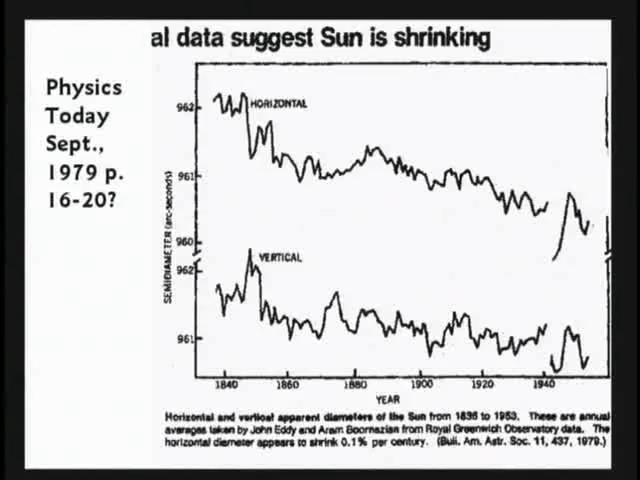 al data suggest Sun is shrinking
Physics
Today
Sept.,
1979 p.
16-20?
962
HORIZONTAL
961
960
SEMIDIAMETER (arc-seconds)
962
VERTICAL
961
1840 1860 1880 1900 1920 1940
YEAR
Horizontal and vertical apparent diameters of the Sun from 1836 to 1953. These are annual
averages taken by John Eddy and Aram Boornazian from Royal Greenwich Observatory data. The
horizontal diameter appears to shrink 0.1% per century. (Bull. Am. Astr. Soc. 11, 437, 1979.)